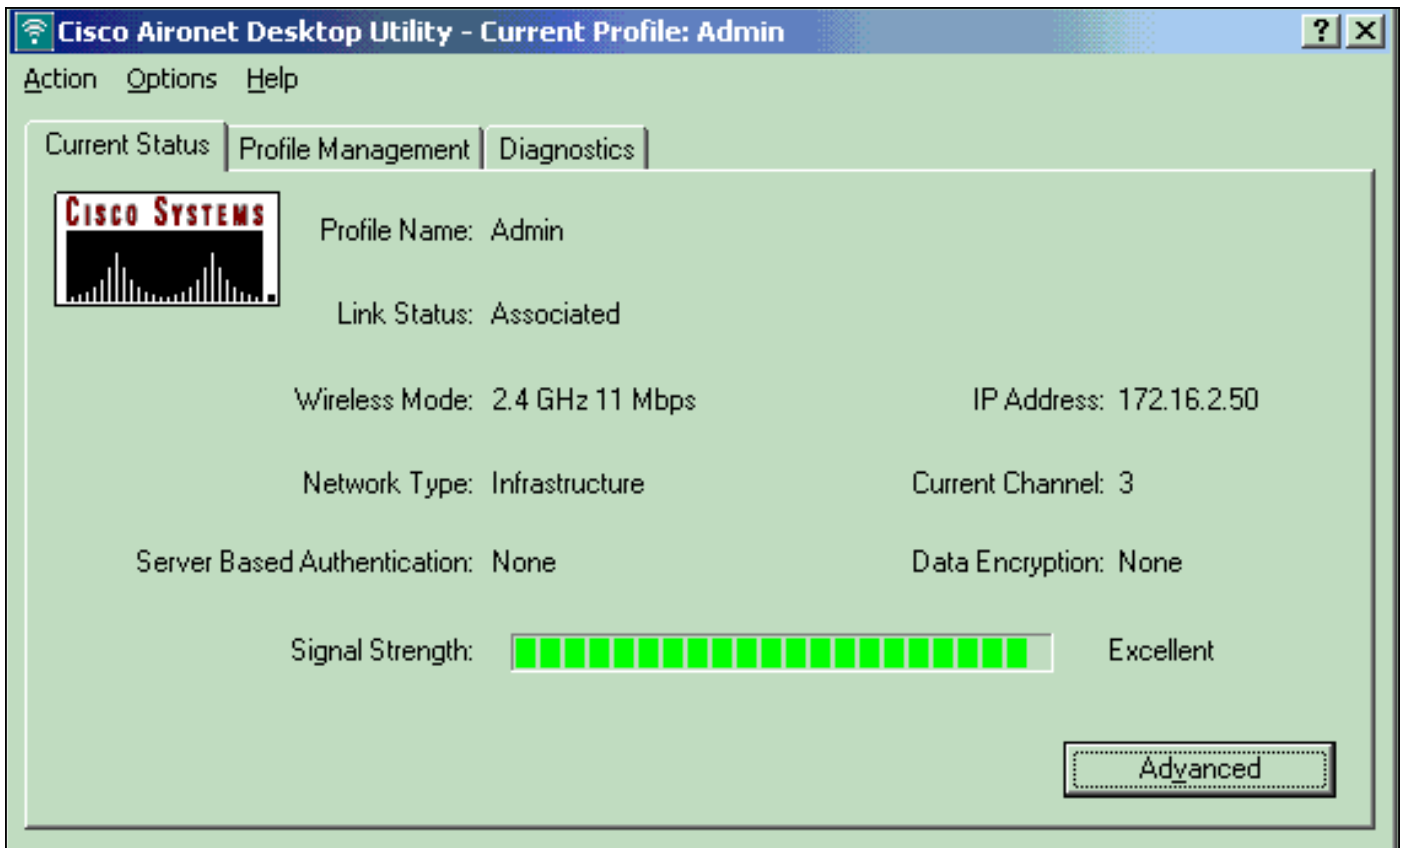 Cisco Aironet Desktop Utility - Current Profile: Admin
Action Options Help
Current Status Profile Management Diagnostics
CISCO SYSTEMS
Profile Name: Admin
Link Status: Associated
Wireless Mode: 2.4 GHz 11 Mbps IP Address: 172.16.2.50
Network Type: Infrastructure Current Channel: 3
Server Based Authentication: None Data Encryption: None
Signal Strength: Excellent
Advanced